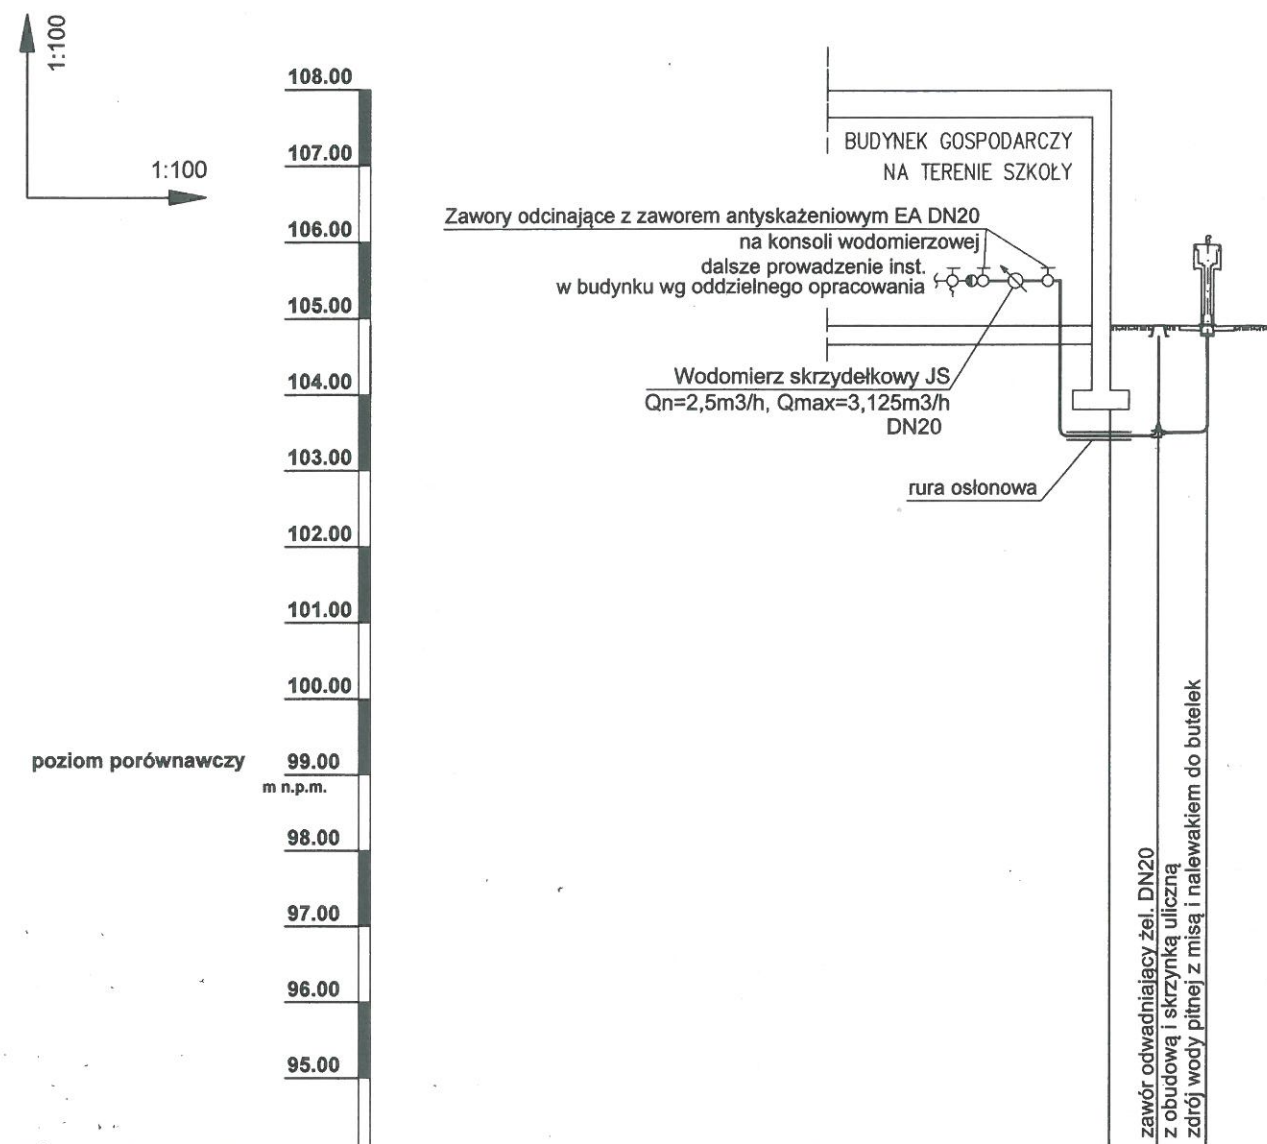 1:100
1:100
108.00
107.00
106.00
105.00
104.00
103.00
102.00
101.00
100.00
poziom porównawczy
99.00
m n.p.m.
98.00
97.00
96.00
95.00
BUDYNEK GOSPODARCZY
NA TERENIE SZKOŁY
Zawory odcinające z zaworem antyskażeniowym EA DN20
na konsoli wodomierzowej
dalsze prowadzenie inst.
w budynku wg oddzielnego opracowania
Wodomierz skrzydełkowy JS
Qn=2,5m3/h, Qmax=3,125m3/h
DN20
rura osłonowa
zawór odwadniający żel. DN20
z obudową i skrzynką uliczną
zdrój wody pitnej z misą i nalewakiem do butelek